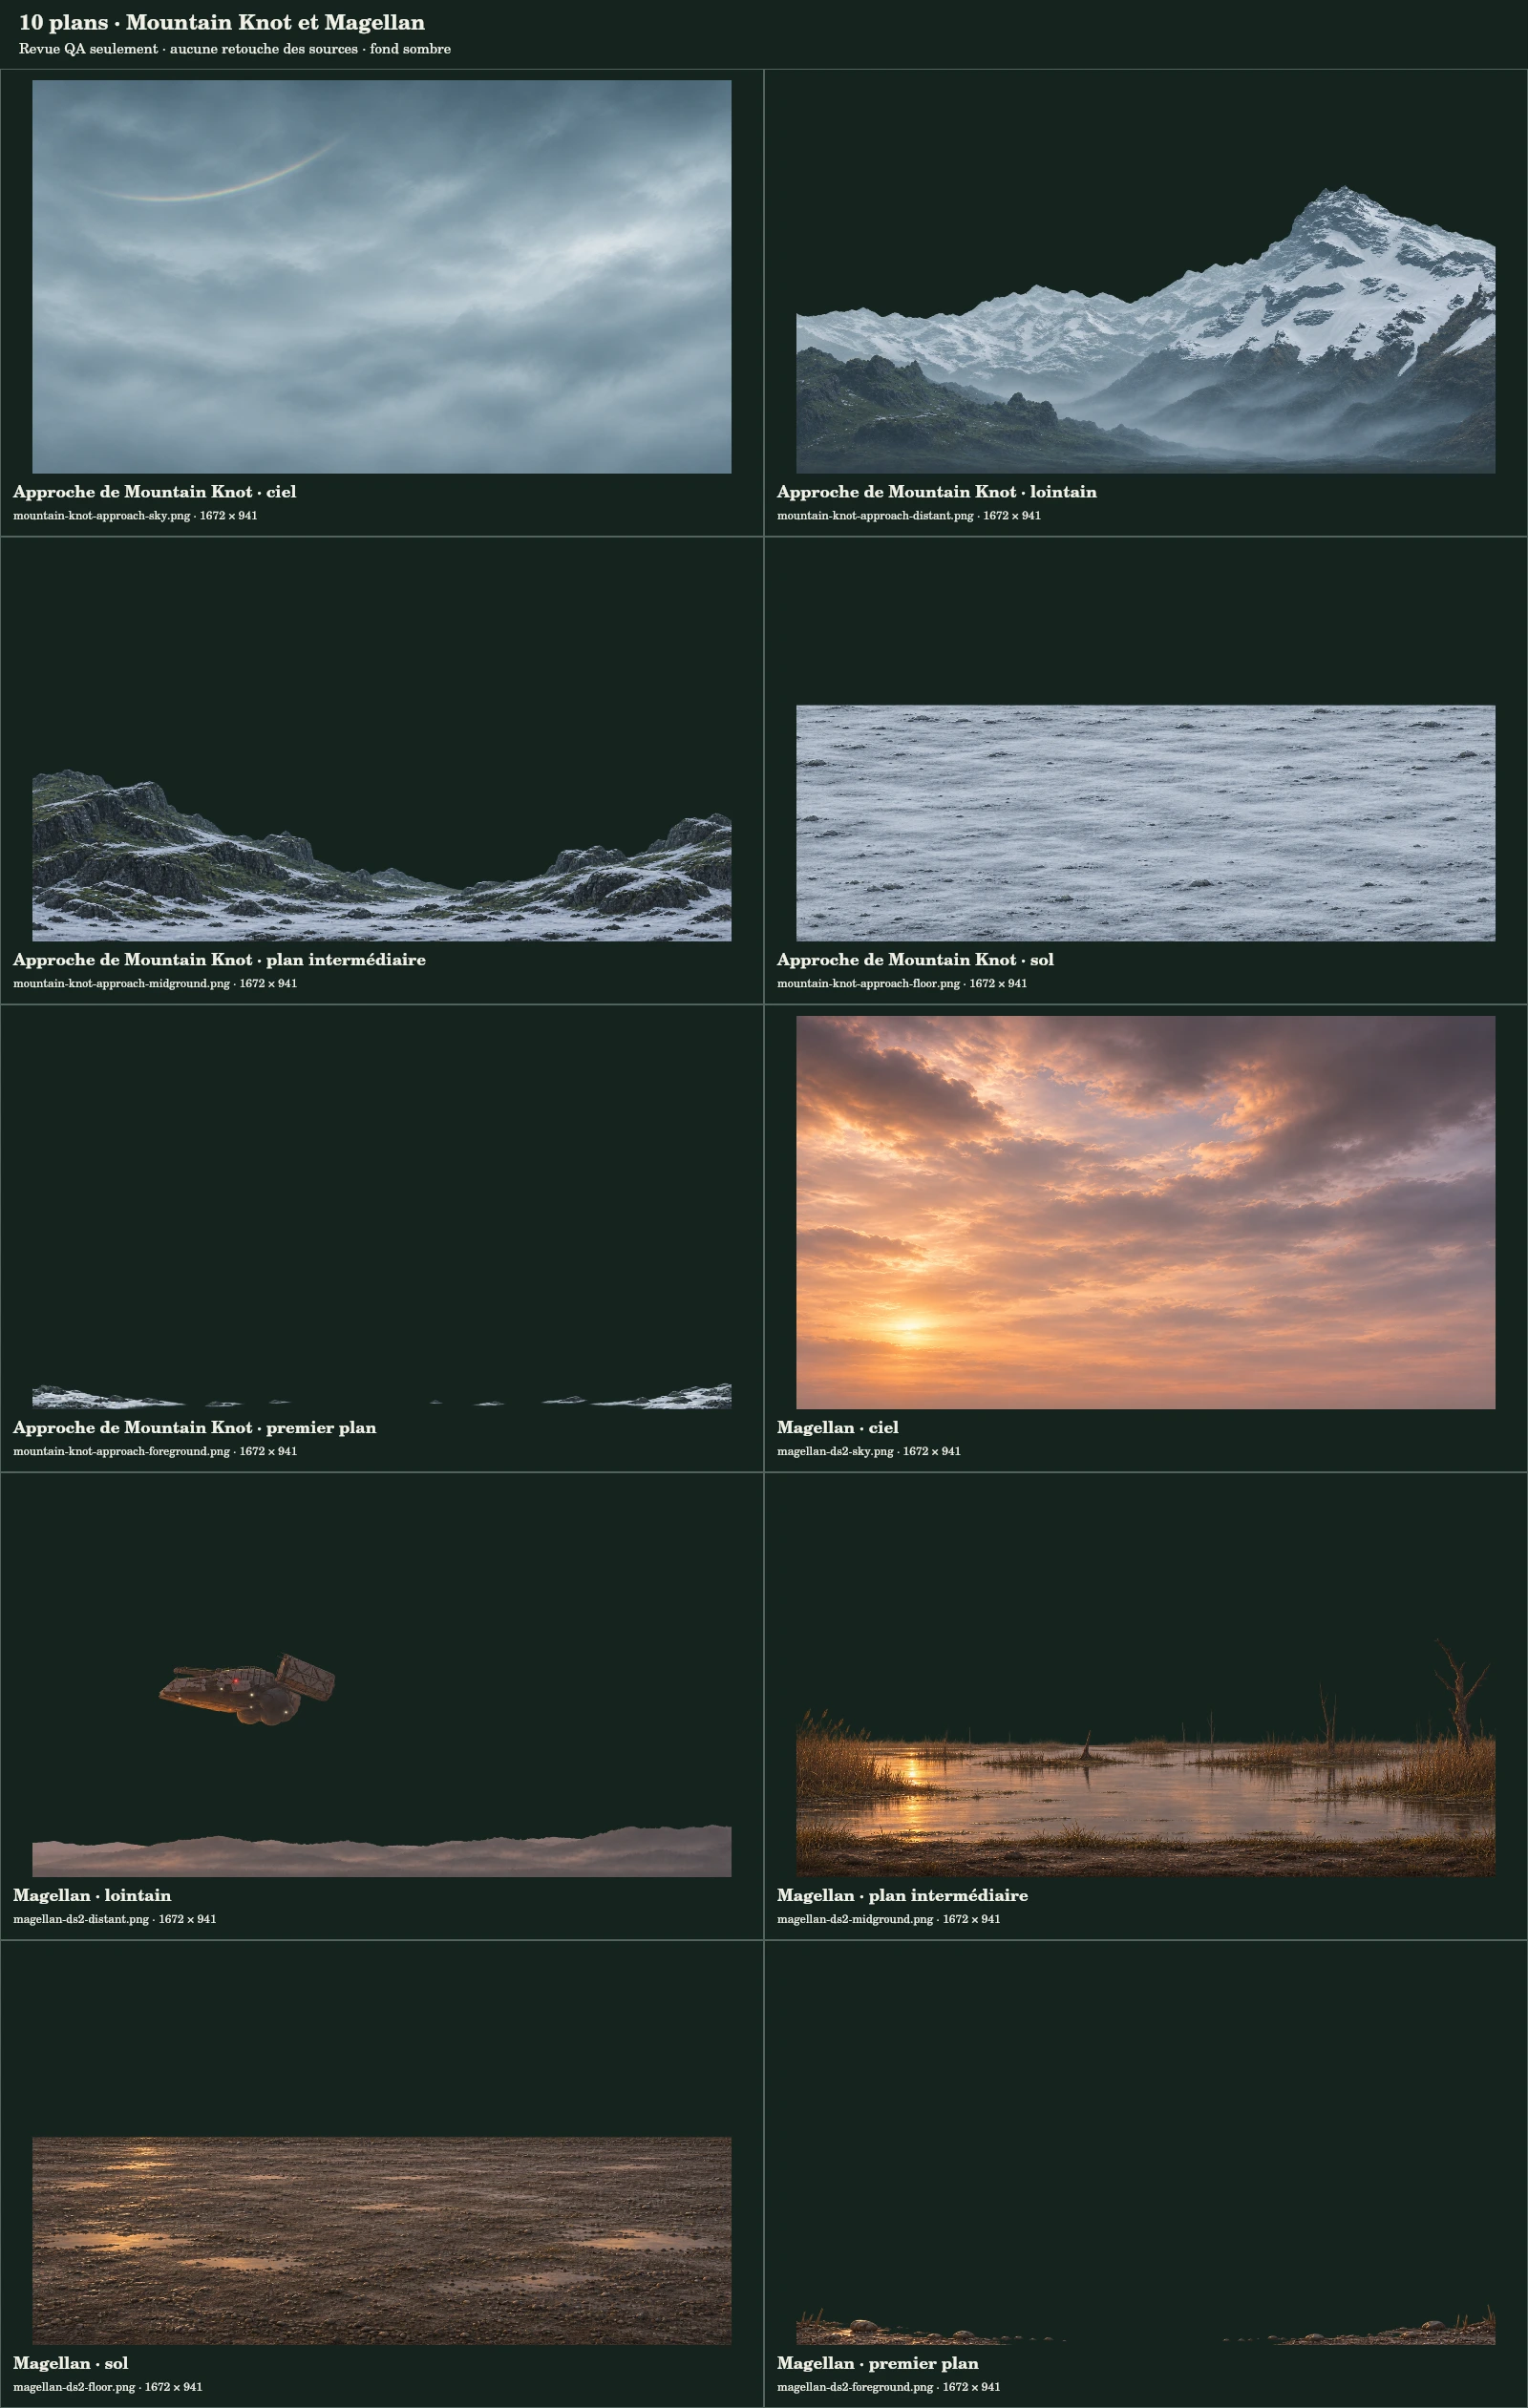 10 plans · Mountain Knot et Magellan
Revue QA seulement · aucune retouche des sources · fond sombre
Approche de Mountain Knot · ciel
mountain-knot-approach-sky.png · 1672 × 941
Approche de Mountain Knot · lointain
mountain-knot-approach-distant.png · 1672 × 941
Approche de Mountain Knot · plan intermédiaire
mountain-knot-approach-midground.png · 1672 × 941
Approche de Mountain Knot · sol
mountain-knot-approach-floor.png · 1672 × 941
Approche de Mountain Knot · premier plan
mountain-knot-approach-foreground.png · 1672 × 941
Magellan · ciel
magellan-ds2-sky.png · 1672 × 941
Magellan · lointain
magellan-ds2-distant.png · 1672 × 941
Magellan · plan intermédiaire
magellan-ds2-midground.png · 1672 × 941
Magellan · sol
magellan-ds2-floor.png · 1672 × 941
Magellan · premier plan
magellan-ds2-foreground.png · 1672 × 941